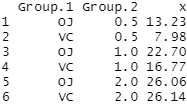 Group.1 Group.2     x
1      OJ     0.5 13.23
2      VC     0.5  7.98
3      OJ     1.0 22.70
4      VC     1.0 16.77
5      OJ     2.0 26.06
6      VC     2.0 26.14